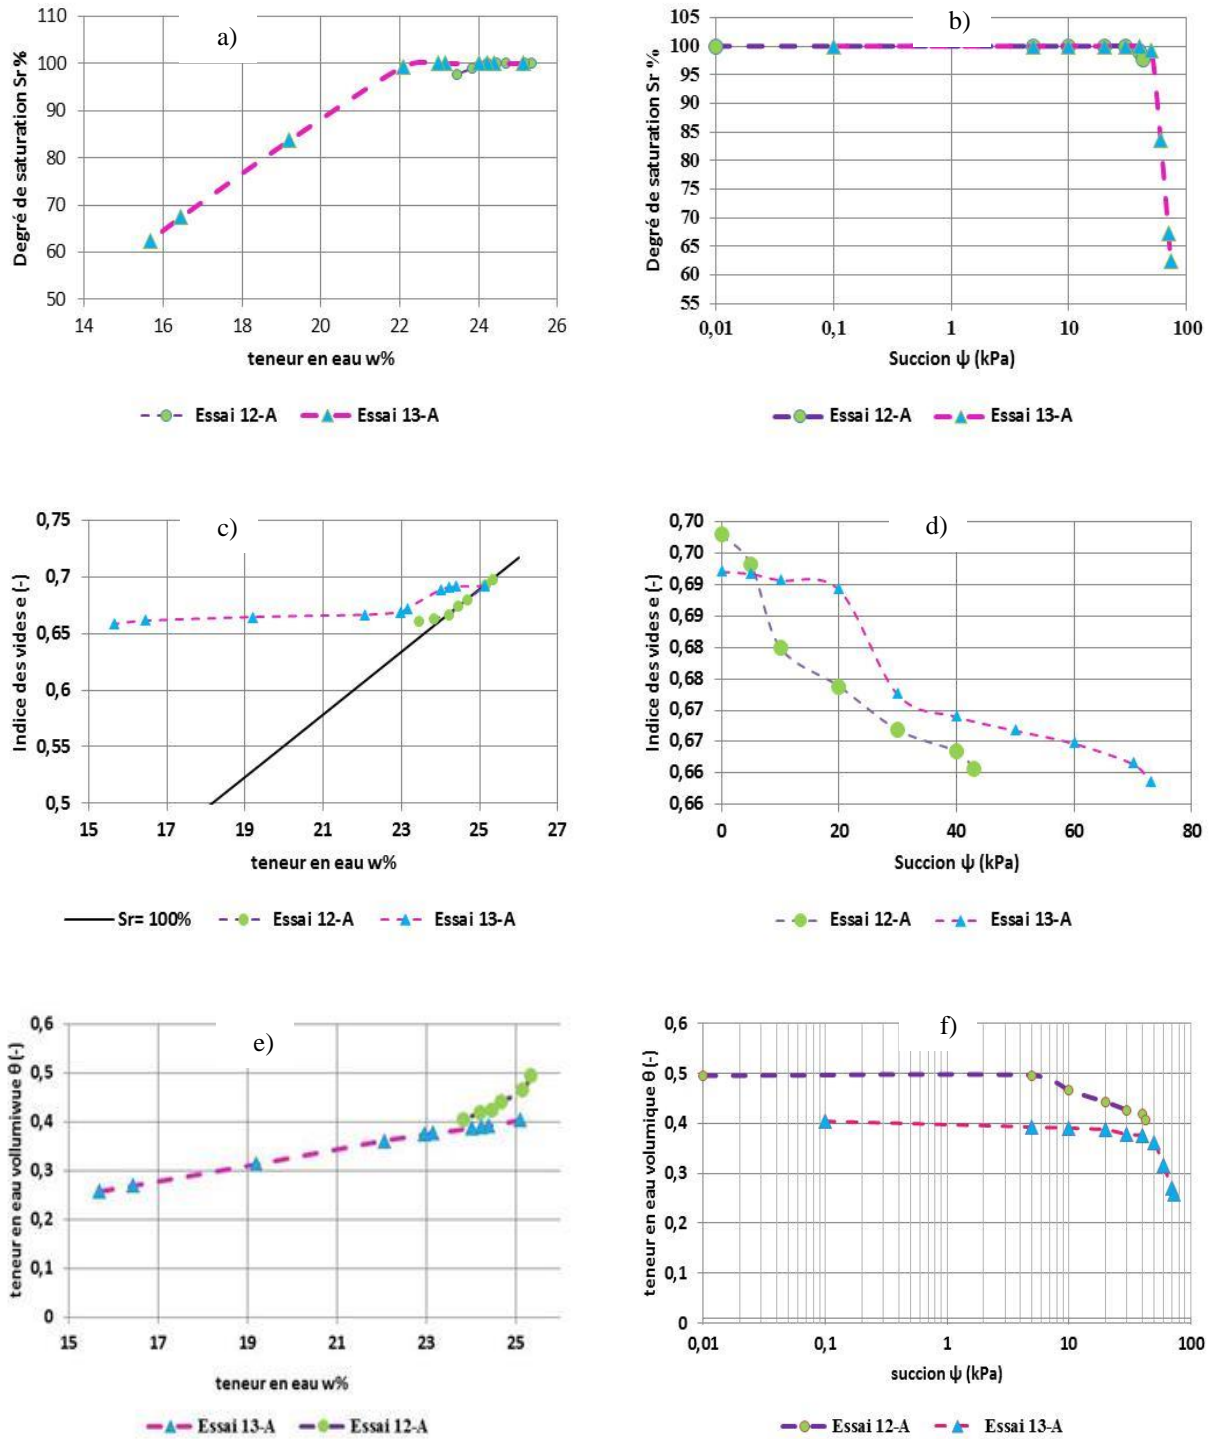 a)
Degré de saturation Sr %
110
100
90
80
70
60
50
14 16 18 20 22 24 26
teneur en eau w%
Essai 12-A Essai 13-A
b)
Degré de saturation Sr %
105
100
95
90
85
80
75
70
65
60
55
0,01 0,1 1 10 100
Succion ψ (kPa)
Essai 12-A Essai 13-A
c)
Indice des vides e (-)
0,75
0,7
0,65
0,6
0,55
0,5
15 17 19 21 23 25 27
teneur en eau w%
Sr= 100% Essai 12-A Essai 13-A
d)
Indice des vides e (-)
0,70
0,70
0,69
0,69
0,68
0,68
0,67
0,67
0,66
0,66
0 20 40 60 80
Succion ψ (kPa)
Essai 12-A Essai 13-A
e)
teneur en eau vollumiwue θ (-)
0,6
0,5
0,4
0,3
0,2
0,1
0
15 17 19 21 23 25
teneur en eau w%
Essai 13-A Essai 12-A
f)
teneur en eau volumique θ (-)
0,6
0,5
0,4
0,3
0,2
0,1
0
0,01 0,1 1 10 100
succion ψ (kPa)
Essai 12-A Essai 13-A